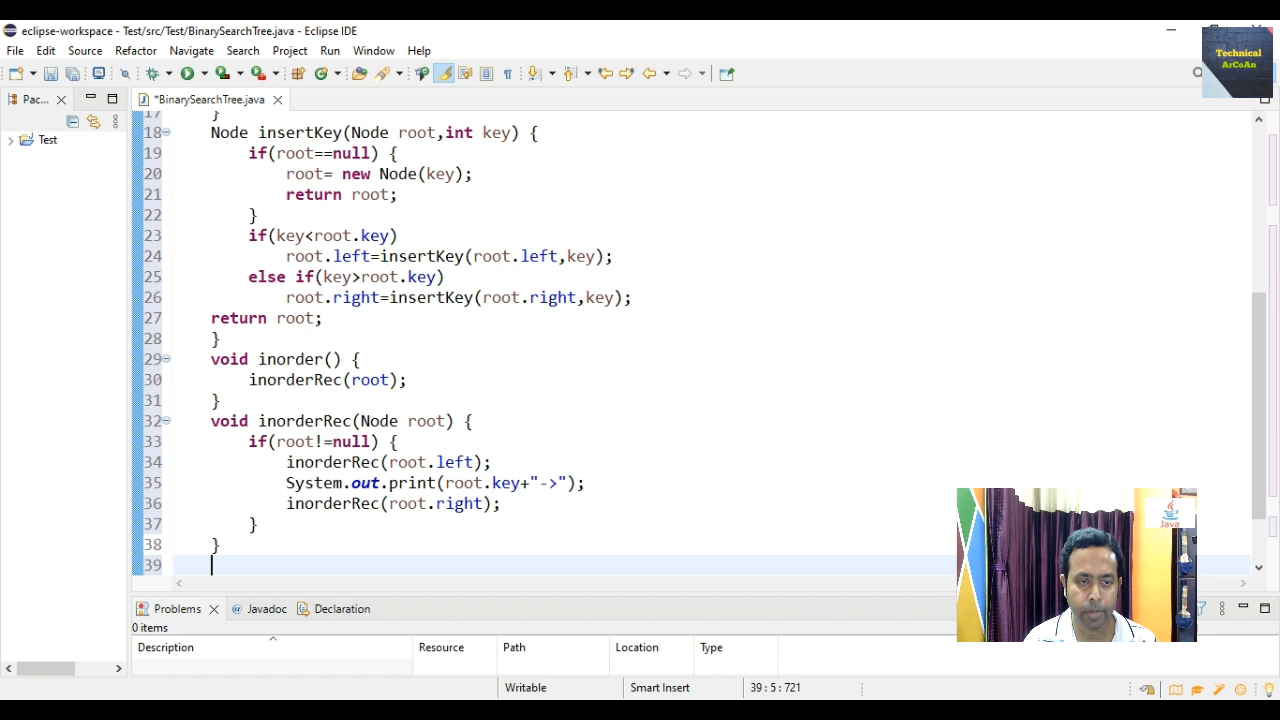 eclipse-workspace - Test/src/Test/BinarySearchTree.java - Eclipse IDE
File Edit Source Refactor Navigate Search Project Run Window Help
Technical
ArCoAn
Pac...
*BinarySearchTree.java
Test
17 }
18 Node insertKey(Node root,int key) {
19 if(root==null) {
20 root= new Node(key);
21 return root;
22 }
23 if(key<root.key)
24 root.left=insertKey(root.left,key);
25 else if(key>root.key)
26 root.right=insertKey(root.right,key);
27 return root;
28 }
29 void inorder() {
30 inorderRec(root);
31 }
32 void inorderRec(Node root) {
33 if(root!=null) {
34 inorderRec(root.left);
35 System.out.print(root.key+"->");
36 inorderRec(root.right);
37 }
38 }
39
Java
Problems @ Javadoc Declaration
0 items
Description Resource Path Location Type
Writable Smart Insert 39 : 5 : 721